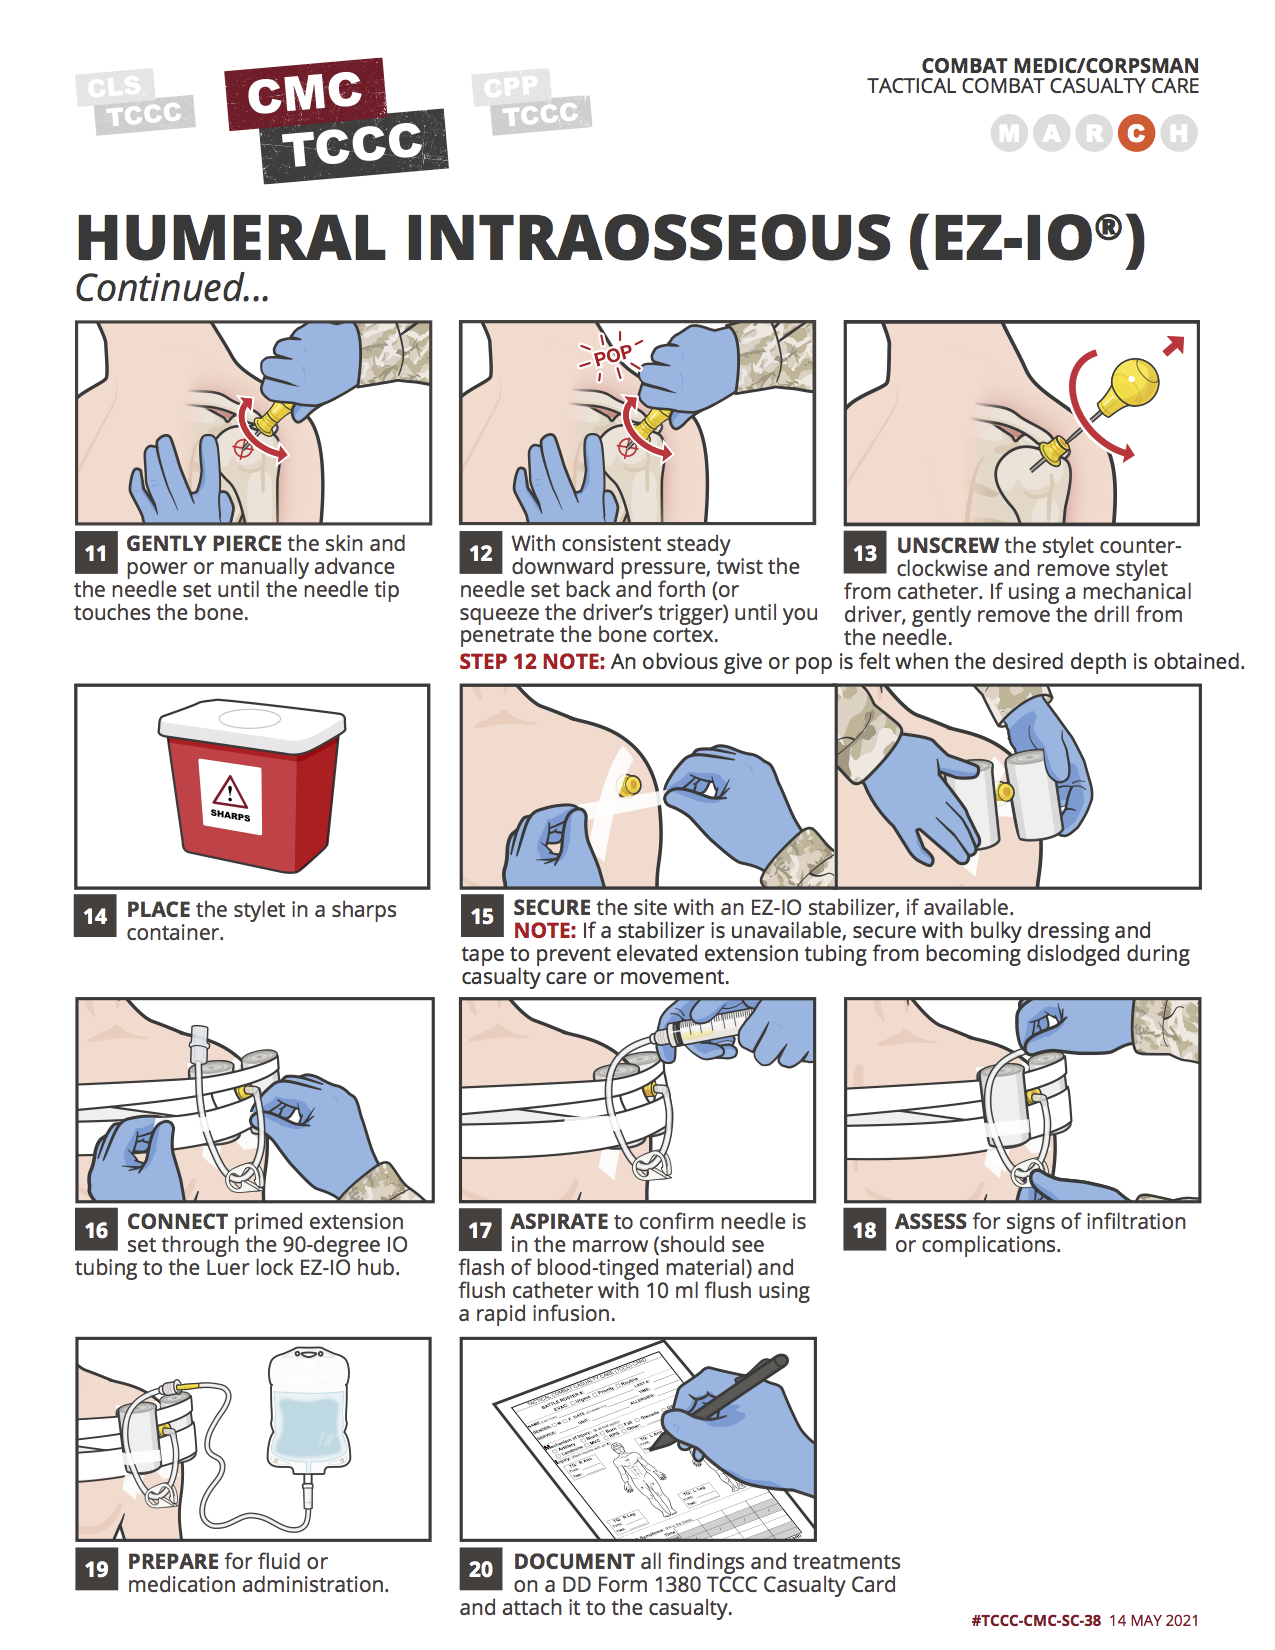 CLS
TCCC
CMC
TCCC
CPP
TCCC
COMBAT MEDIC/CORPSMAN
TACTICAL COMBAT CASUALTY CARE
M A R C H
HUMERAL INTRAOSSEOUS (EZ-IO®)
Continued...
POP
11 GENTLY PIERCE the skin and
power or manually advance
the needle set until the needle tip
touches the bone.
12 With consistent steady
downward pressure, twist the
needle set back and forth (or
squeeze the driver's trigger) until you
penetrate the bone cortex.
STEP 12 NOTE: An obvious give or pop is felt when the desired depth is obtained.
13 UNSCREW the stylet counter-
clockwise and remove stylet
from catheter. If using a mechanical
driver, gently remove the drill from
the needle.
SHARPS
14 PLACE the stylet in a sharps
container.
15 SECURE the site with an EZ-IO stabilizer, if available.
NOTE: If a stabilizer is unavailable, secure with bulky dressing and
tape to prevent elevated extension tubing from becoming dislodged during
casualty care or movement.
16 CONNECT primed extension
set through the 90-degree IO
tubing to the Luer lock EZ-IO hub.
17 ASPIRATE to confirm needle is
in the marrow (should see
flash of blood-tinged material) and
flush catheter with 10 ml flush using
a rapid infusion.
18 ASSESS for signs of infiltration
or complications.
TACTICAL COMBAT CASUALTY CARE (TCCC) CARD
BATTLE ROSTER #:
EVAC: Urgent Priority Routine
19 PREPARE for fluid or
medication administration.
20 DOCUMENT all findings and treatments
on a DD Form 1380 TCCC Casualty Card
and attach it to the casualty.
#TCCC-CMC-SC-38 14 MAY 2021